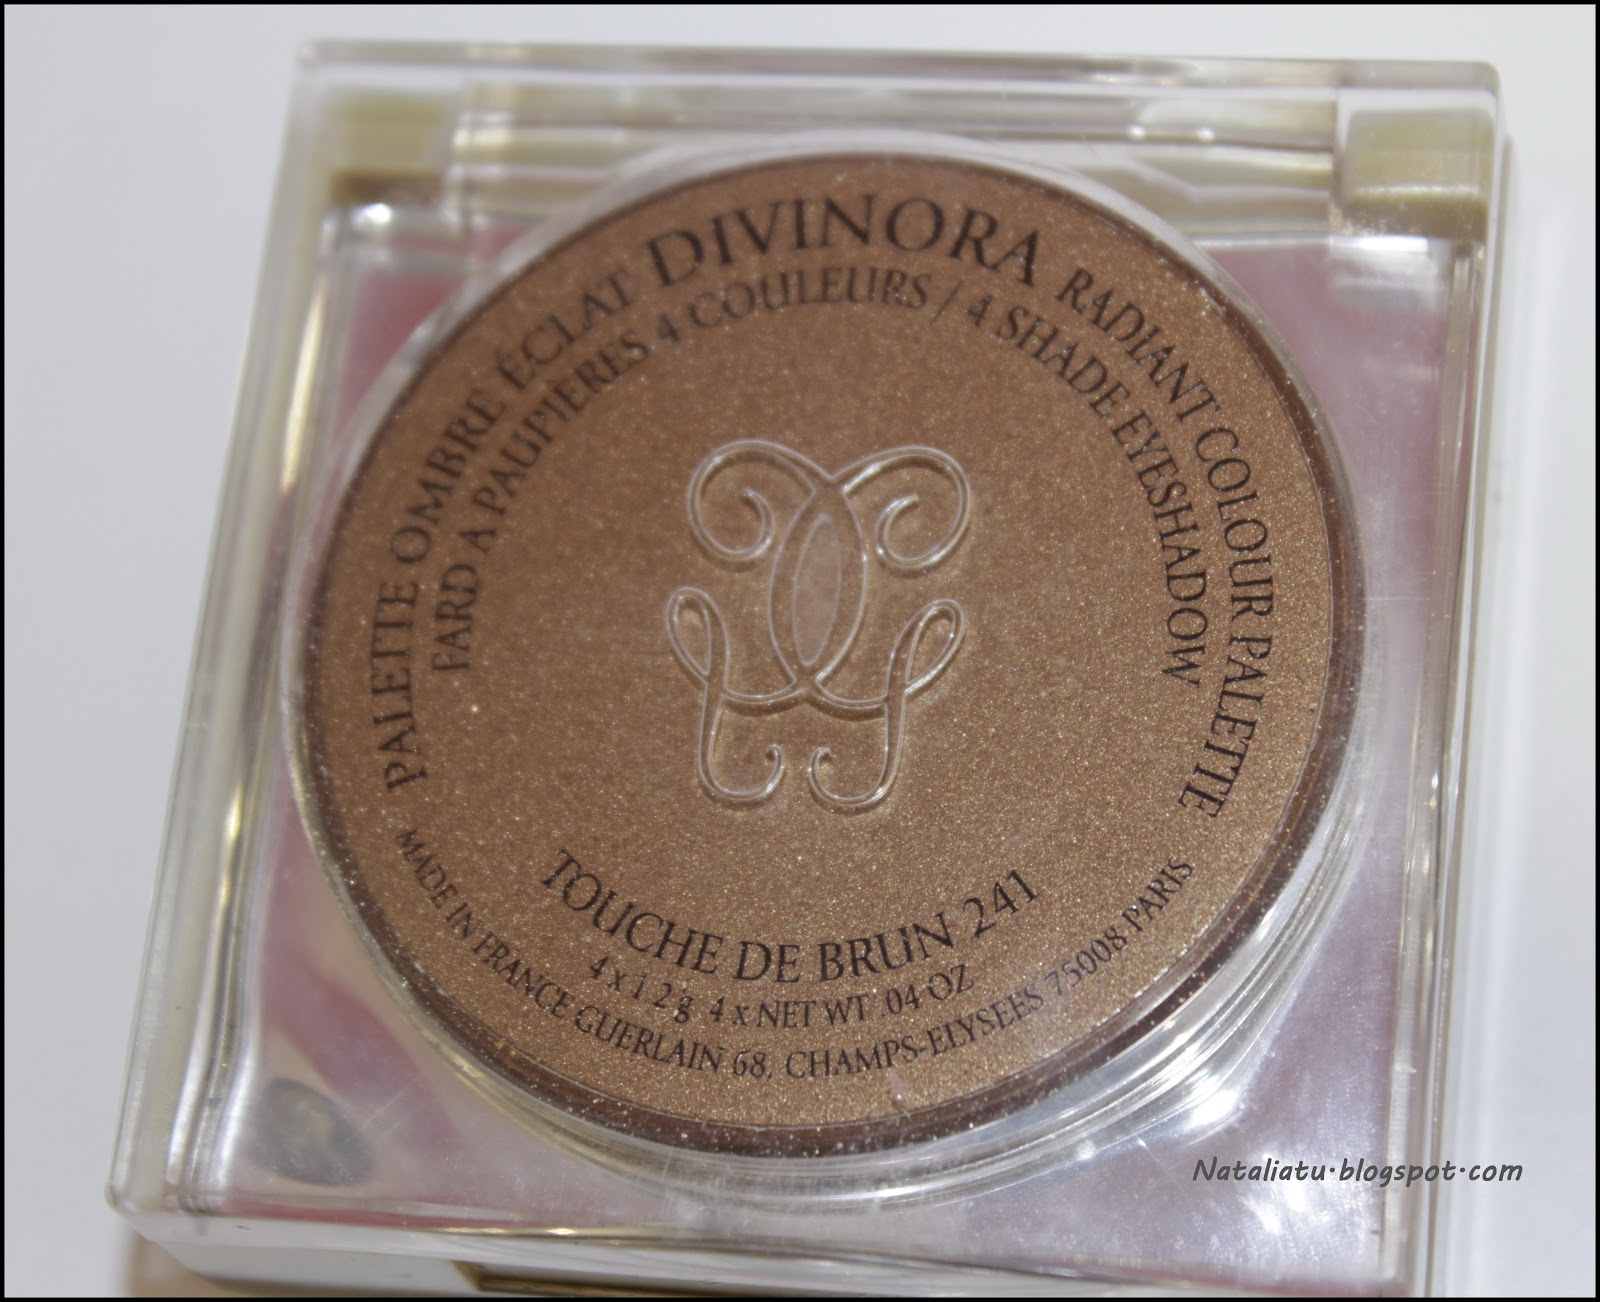 PALETTE OMBRE ÉCLAT DIVINORA RADIANT COLOUR PALETTE
FARD A PAUPIERES 4 COULEURS / 4 SHADE EYESHADOW
TOUCHE DE BRUN 241
4 x 1 2 g 4 x NET WT .04 OZ
MADE IN FRANCE GUERLAIN 68, CHAMPS-ELYSEES 75008 PARIS
Nataliatu.blogspot.com